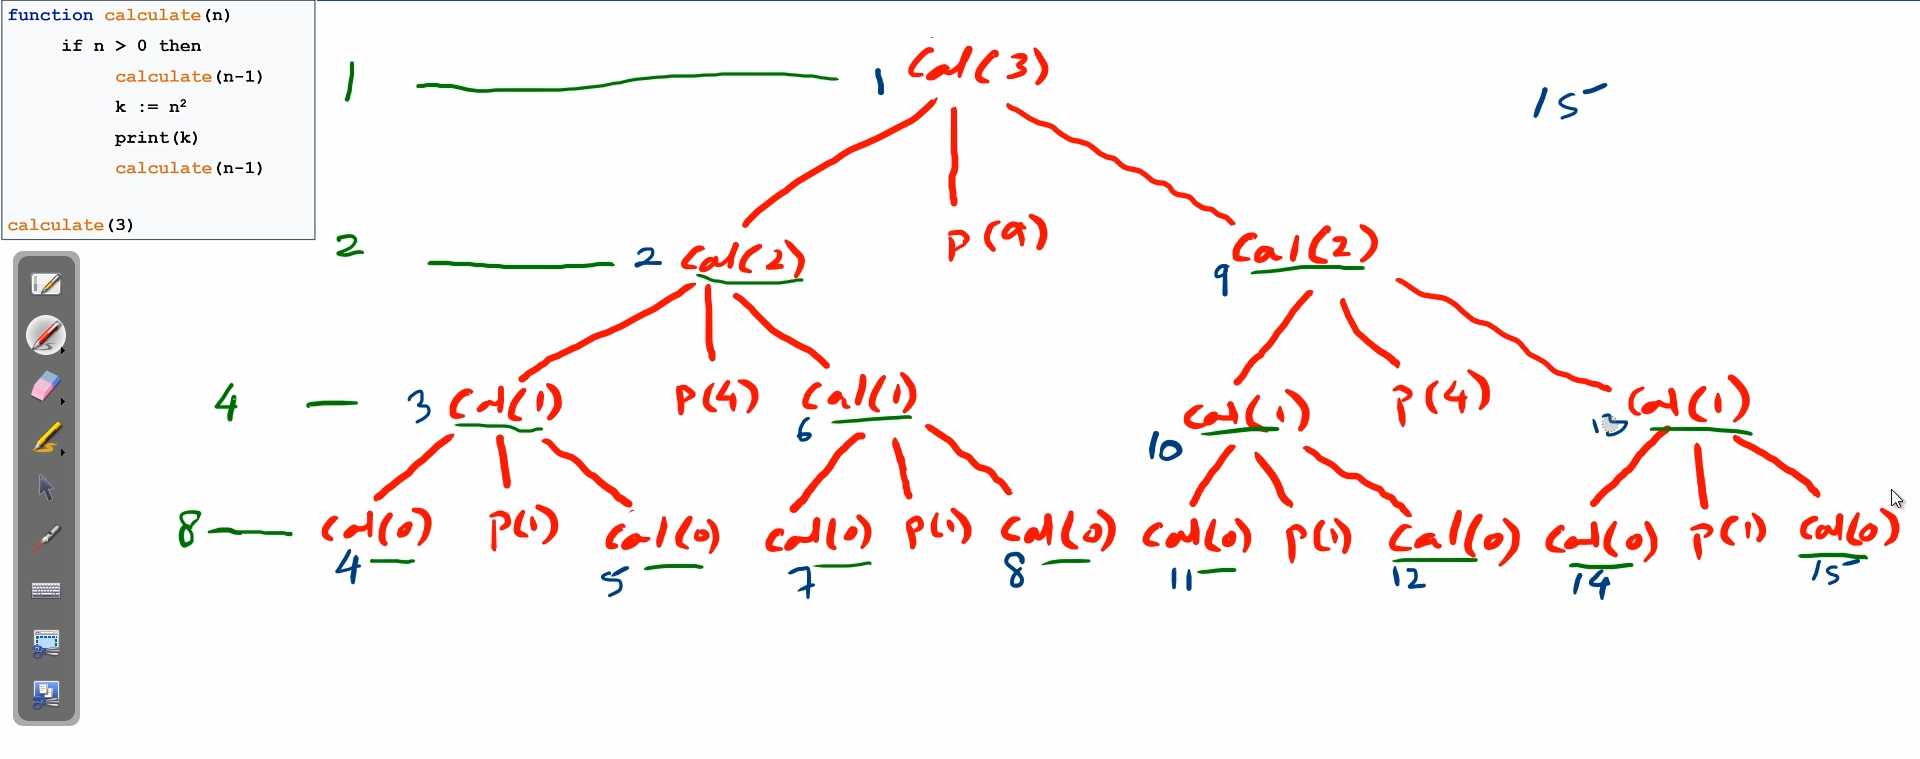 function calculate(n)
if n > 0 then
calculate(n-1)
k := n²
print(k)
calculate(n-1)
calculate(3)
1 1 Cal(3) 15
2 2 Cal(2) P(9) 9 Cal(2)
4 3 Cal(1) P(4) 6 Cal(1) 10 Cal(1) P(4) 13 Cal(1)
8 Cal(0) P(1) Cal(0) Cal(0) P(1) Cal(0) Cal(0) P(1) Cal(0) Cal(0) P(1) Cal(0)
4 5 7 8 11 12 14 15